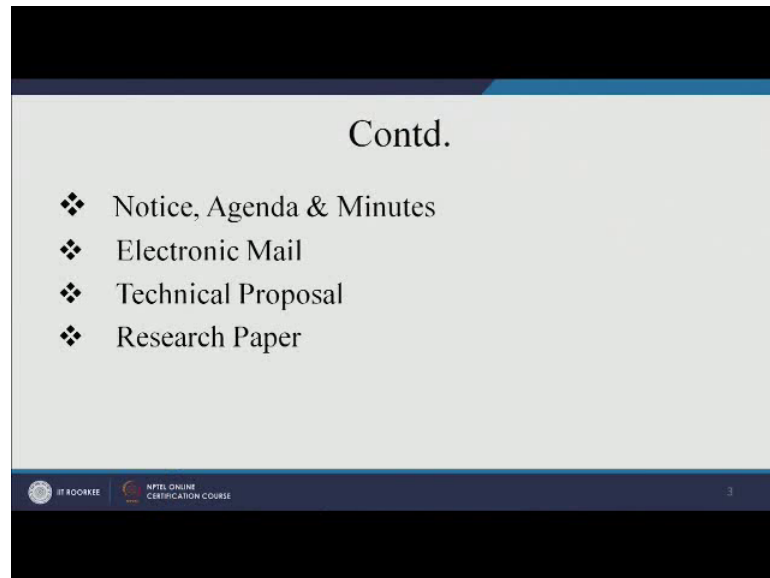 Contd.
❖ Notice, Agenda & Minutes
❖ Electronic Mail
❖ Technical Proposal
❖ Research Paper
IIT ROORKEE
NPTEL ONLINE
CERTIFICATION COURSE
3